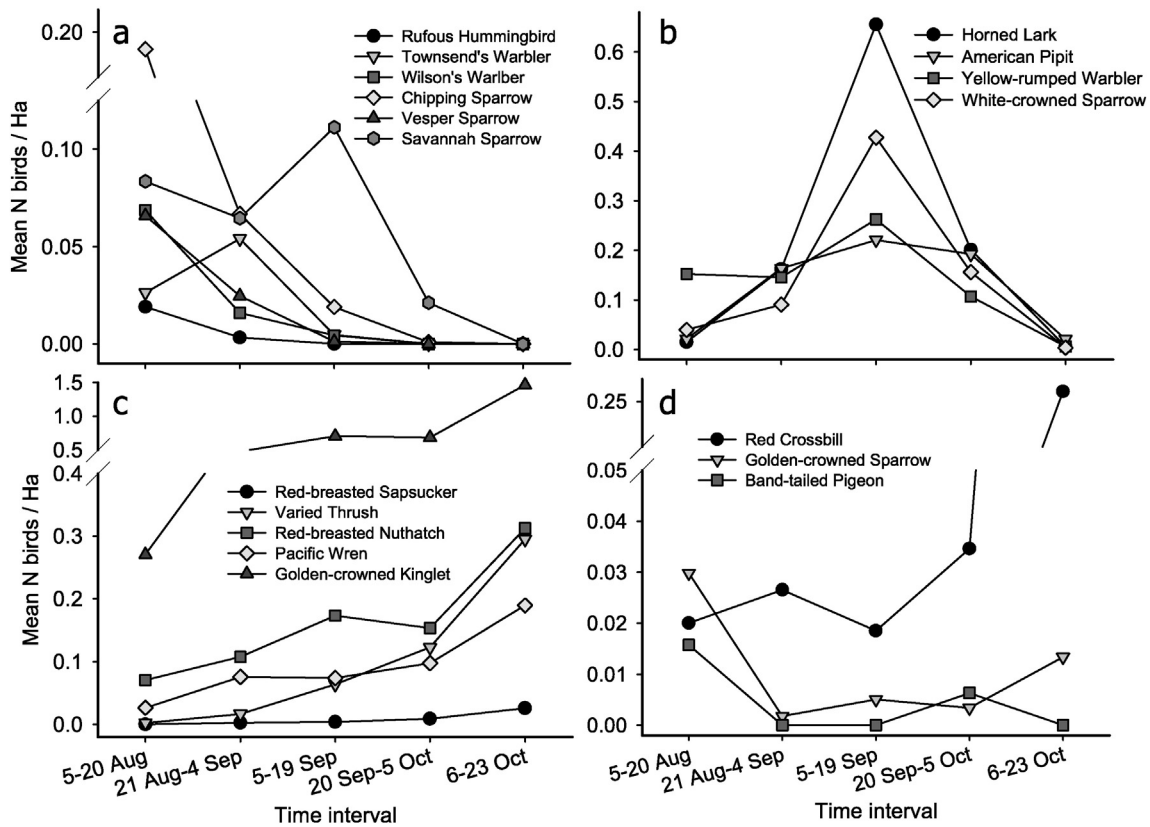 a
Mean N birds / Ha
0.20
0.10
0.05
0.00
Rufous Hummingbird
Townsend's Warbler
Wilson's Warlber
Chipping Sparrow
Vesper Sparrow
Savannah Sparrow
b
0.6
0.5
0.4
0.3
0.2
0.1
0.0
Horned Lark
American Pipit
Yellow-rumped Warbler
White-crowned Sparrow
c
Mean N birds / Ha
1.5
1.0
0.5
0.4
0.3
0.2
0.1
0.0
Red-breasted Sapsucker
Varied Thrush
Red-breasted Nuthatch
Pacific Wren
Golden-crowned Kinglet
5-20 Aug
21 Aug-4 Sep
5-19 Sep
20 Sep-5 Oct
6-23 Oct
Time interval
d
0.25
0.05
0.04
0.03
0.02
0.01
0.00
Red Crossbill
Golden-crowned Sparrow
Band-tailed Pigeon
5-20 Aug
21 Aug-4 Sep
5-19 Sep
20 Sep-5 Oct
6-23 Oct
Time interval